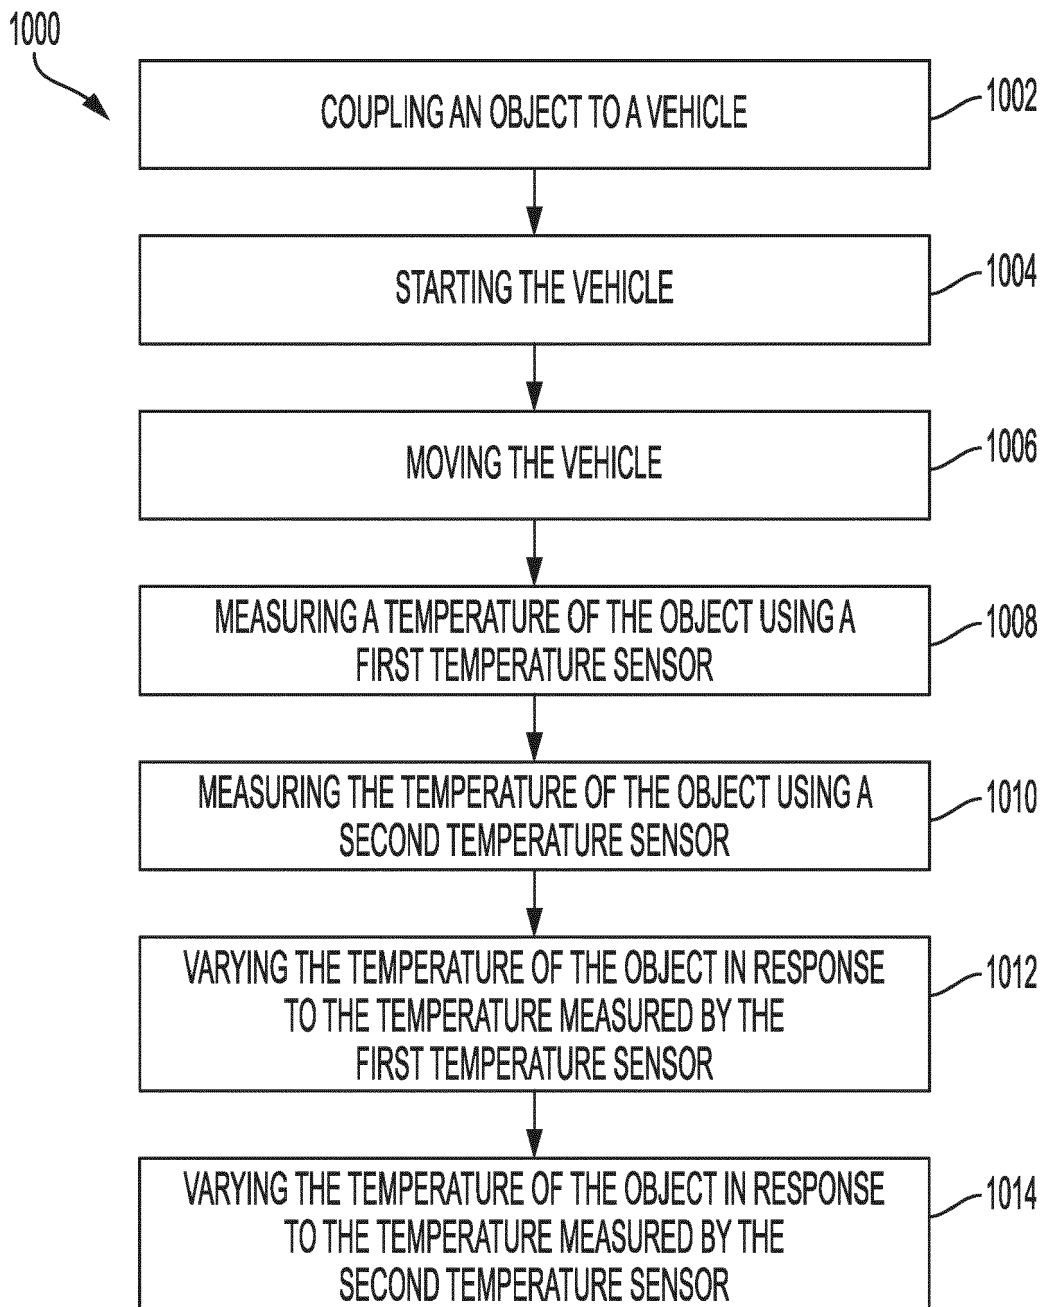 1000
COUPLING AN OBJECT TO A VEHICLE
1002
STARTING THE VEHICLE
1004
MOVING THE VEHICLE
1006
MEASURING A TEMPERATURE OF THE OBJECT USING A
FIRST TEMPERATURE SENSOR
1008
MEASURING THE TEMPERATURE OF THE OBJECT USING A
SECOND TEMPERATURE SENSOR
1010
VARYING THE TEMPERATURE OF THE OBJECT IN RESPONSE
TO THE TEMPERATURE MEASURED BY THE
FIRST TEMPERATURE SENSOR
1012
VARYING THE TEMPERATURE OF THE OBJECT IN RESPONSE
TO THE TEMPERATURE MEASURED BY THE
SECOND TEMPERATURE SENSOR
1014